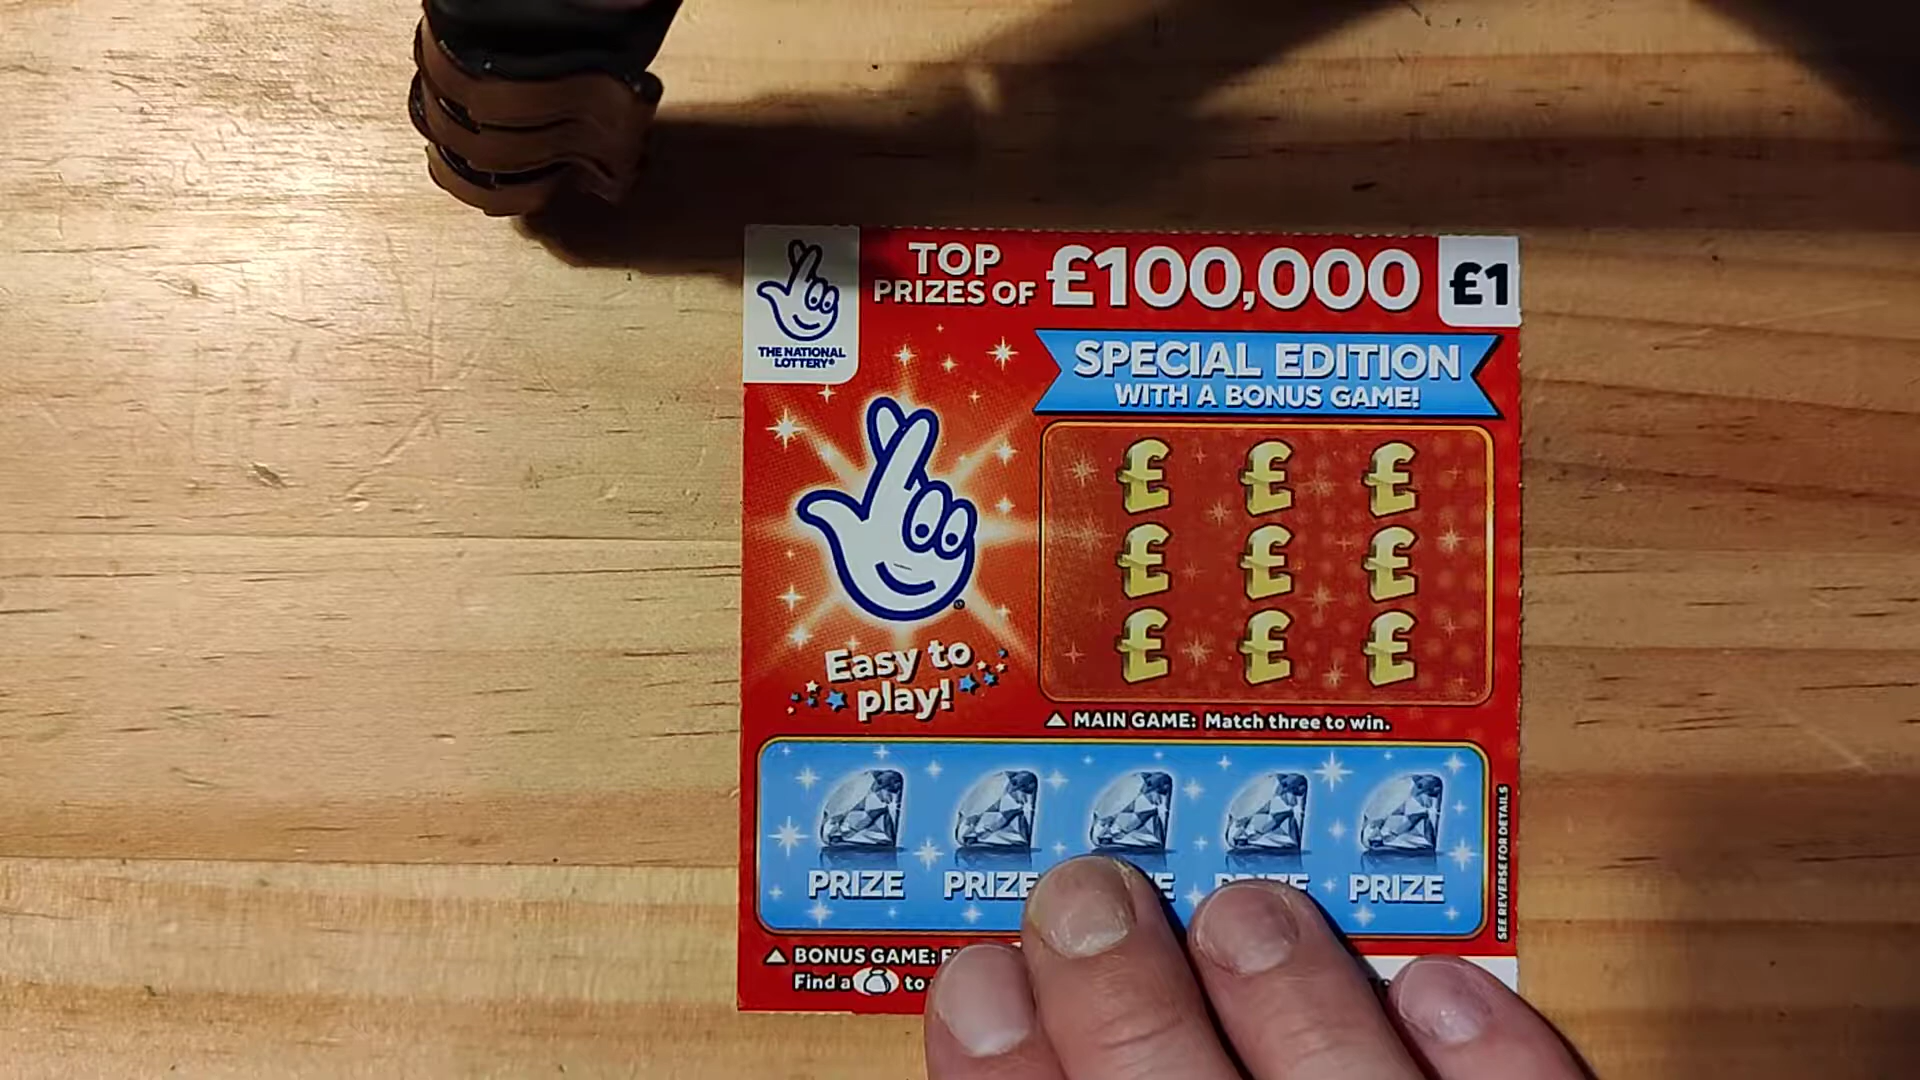 THE NATIONAL
LOTTERY®
TOP
PRIZES OF
£100,000
£1
SPECIAL EDITION
WITH A BONUS GAME!
£ £ £
£ £ £
£ £ £
Easy to
play!
MAIN GAME: Match three to win.
PRIZE PRIZE PRIZE
SEE REVERSE FOR DETAILS
BONUS GAME:
Find a to